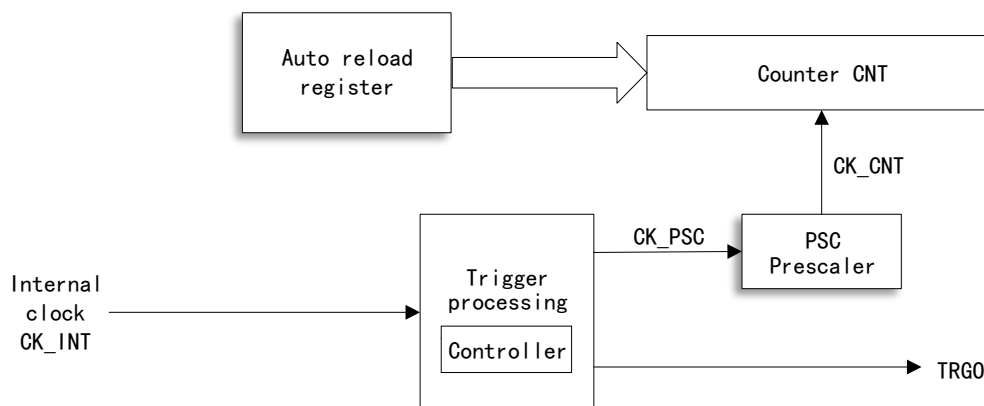 Auto reload
register
Counter CNT
CK_CNT
CK_PSC
PSC
Prescaler
Trigger
processing
Controller
Internal
clock
CK_INT
TRGO